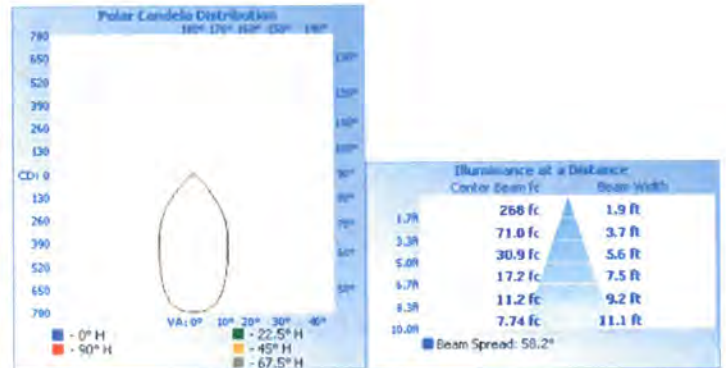 Polar Candela Distribution
180° 170° 160° 150° 140°
780
650
520
390
260
130
CD: 0
130
260
390
520
650
780
130°
120°
110°
100°
90°
80°
70°
60°
50°
VA: 0° 10° 20° 30° 40°
- 0° H
- 90° H
- 22.5° H
- 45° H
- 67.5° H
Illuminance at a Distance
Center Beam fc Beam Width
1.7ft 268 fc 1.9 ft
3.3ft 71.0 fc 3.7 ft
5.0ft 30.9 fc 5.6 ft
6.7ft 17.2 fc 7.5 ft
8.3ft 11.2 fc 9.2 ft
10.0ft 7.74 fc 11.1 ft
Beam Spread: 58.2°